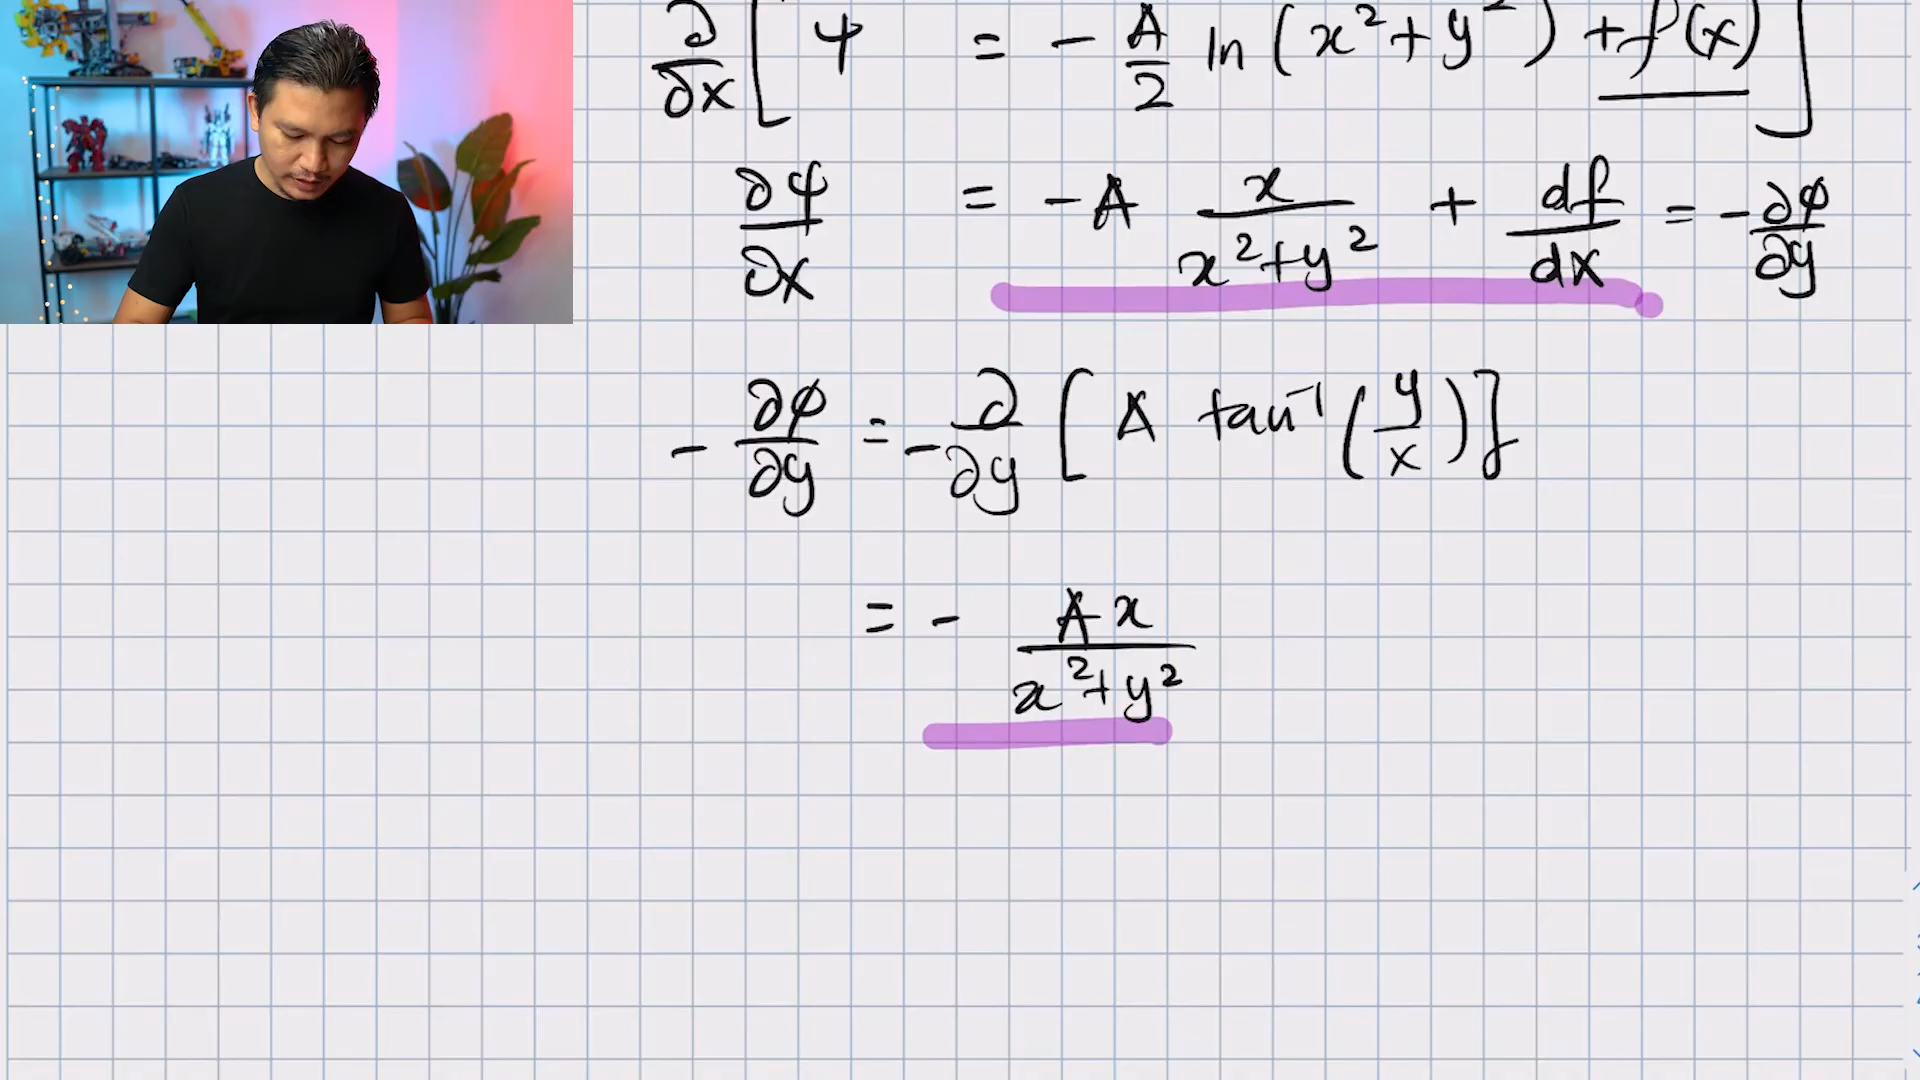 ∂/∂x [ ψ = - A/2 ln (x²+y²) + f(x) ]
∂ψ/∂x = -A x/(x²+y²) + df/dx = - ∂φ/∂y
- ∂φ/∂y = - ∂/∂y [ A tan⁻¹ (y/x) ]
= - Ax/(x²+y²)